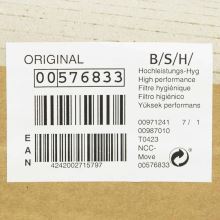 ORIGINAL
00576833
EAN
4242002715797
B/S/H/
Hochleistungs-Hyg
High performance
Filtre hygiénique
Filtro higiénico
Yüksek performans
00971241 7/1
00987010
T0423
NCC-
Move
00576833